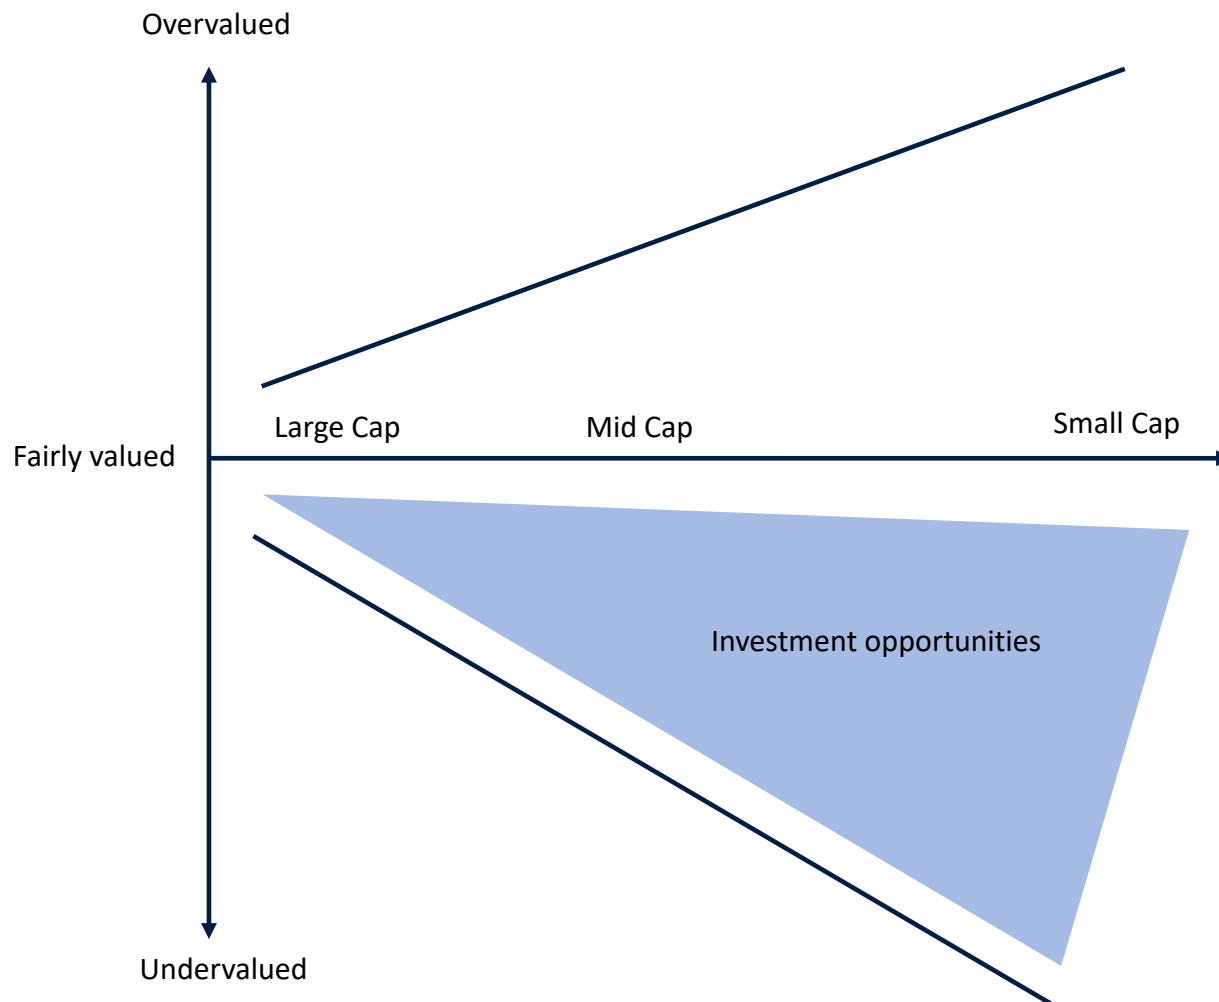 Overvalued
Large Cap
Mid Cap
Small Cap
Fairly valued
Investment opportunities
Undervalued